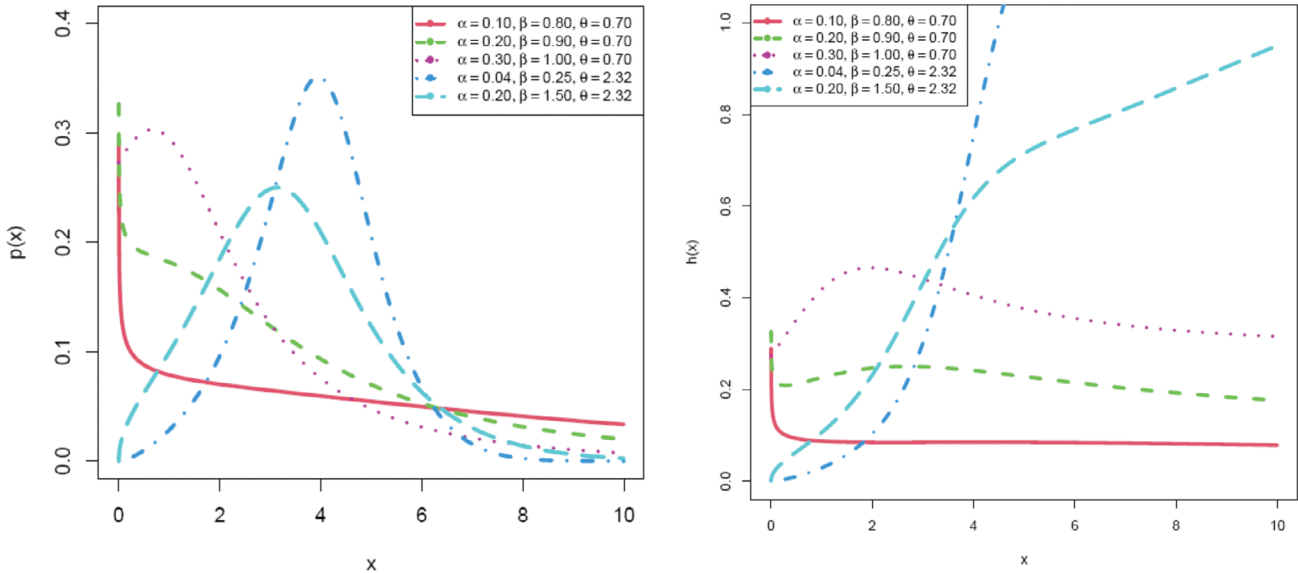 0.4
0.3
0.2
0.1
0.0
p(x)
α = 0.10, β = 0.80, θ = 0.70
α = 0.20, β = 0.90, θ = 0.70
α = 0.30, β = 1.00, θ = 0.70
α = 0.04, β = 0.25, θ = 2.32
α = 0.20, β = 1.50, θ = 2.32
0 2 4 6 8 10
x
1.0
0.8
0.6
0.4
0.2
0.0
h(x)
α = 0.10, β = 0.80, θ = 0.70
α = 0.20, β = 0.90, θ = 0.70
α = 0.30, β = 1.00, θ = 0.70
α = 0.04, β = 0.25, θ = 2.32
α = 0.20, β = 1.50, θ = 2.32
0 2 4 6 8 10
x